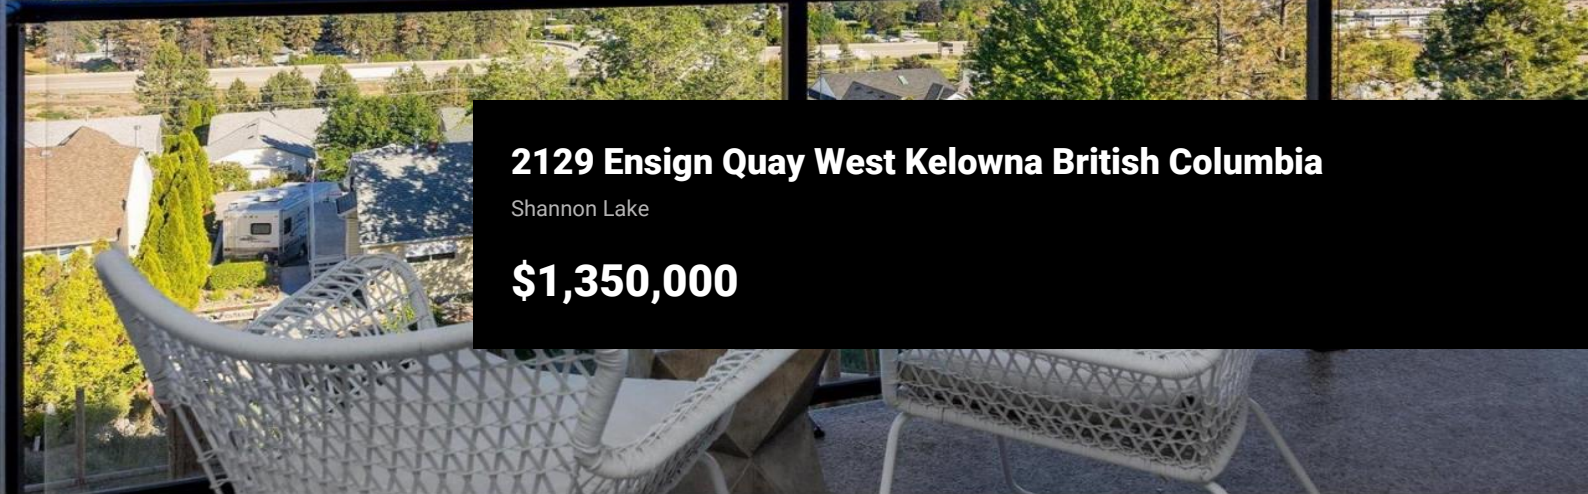 2129 Ensign Quay West Kelowna British Columbia
Shannon Lake
$1,350,000